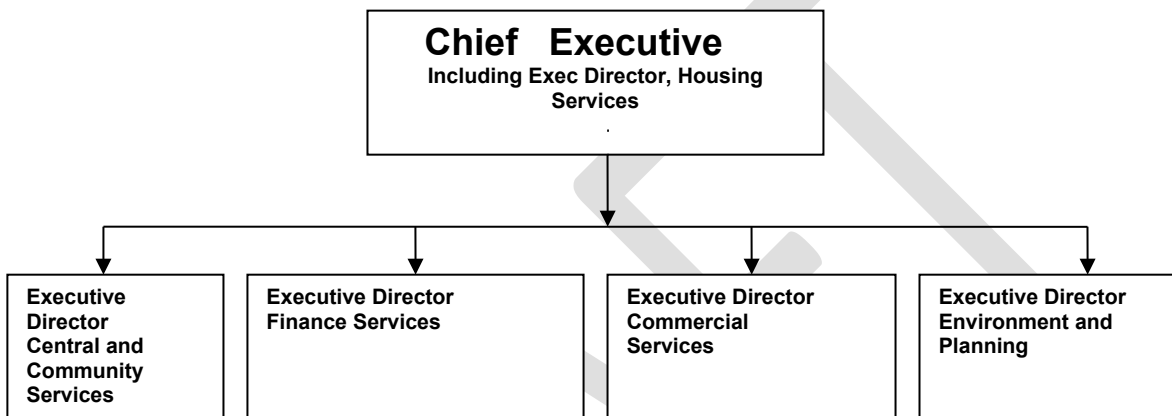 Chief Executive
Including Exec Director, Housing
Services
.
Executive
Director
Central and
Community
Services
Executive Director
Finance Services
Executive Director
Commercial
Services
Executive Director
Environment and
Planning